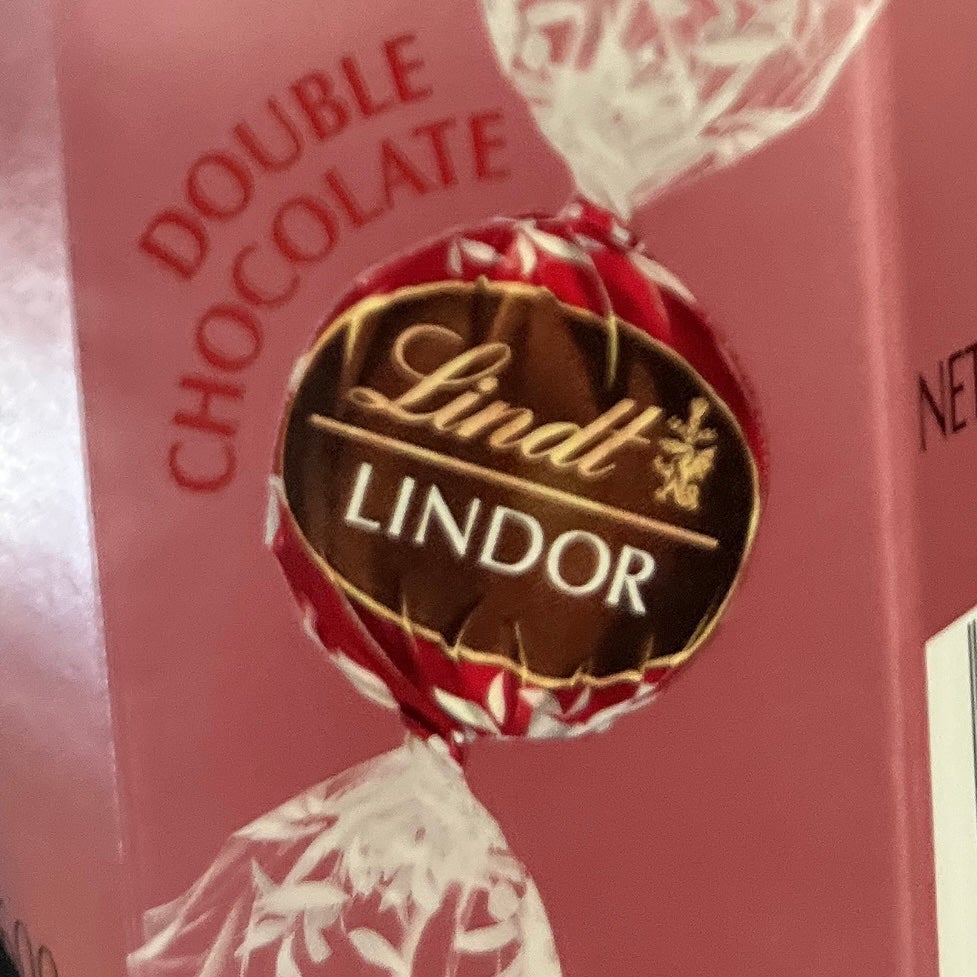 DOUBLE
CHOCOLATE
Lindt
LINDOR
NET